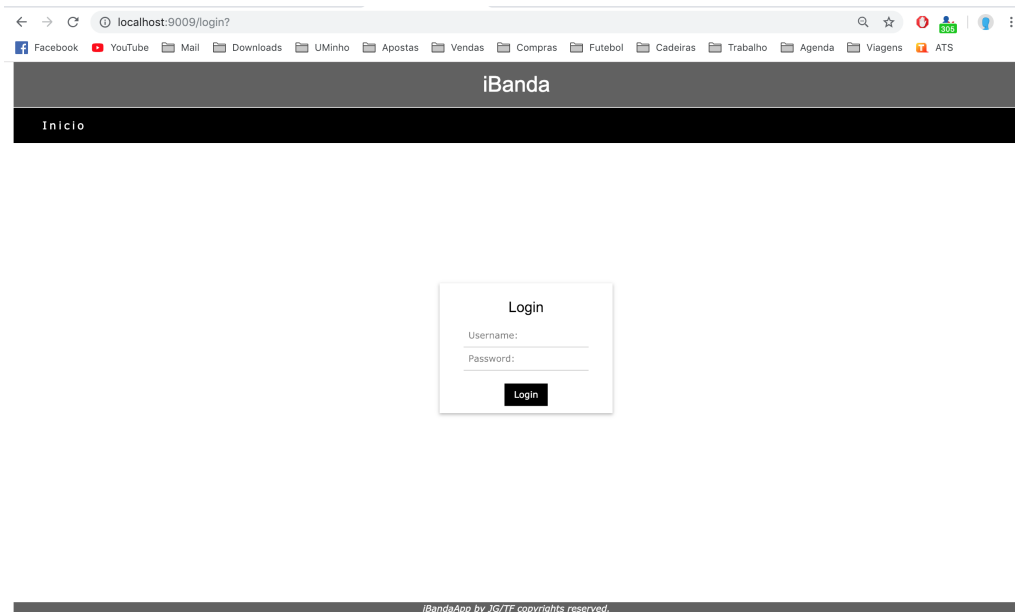 localhost:9009/login?
305
Facebook YouTube Mail Downloads UMinho Apostas Vendas Compras Futebol Cadeiras Trabalho Agenda Viagens ATS
iBanda
Inicio
Login
Username:
Password:
Login
iBandaApp by JG/TF copyrights reserved.